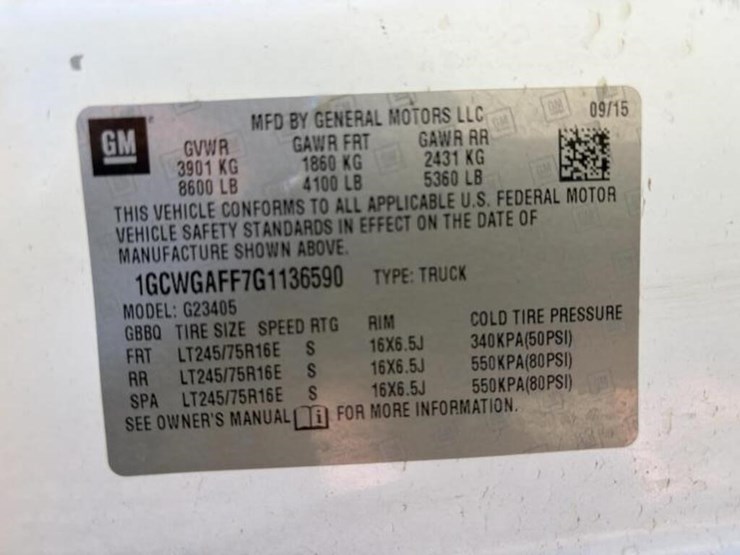 GM
MFD BY GENERAL MOTORS LLC 09/15
GVWR GAWR FRT GAWR RR
3901 KG 1860 KG 2431 KG
8600 LB 4100 LB 5360 LB
THIS VEHICLE CONFORMS TO ALL APPLICABLE U.S. FEDERAL MOTOR
VEHICLE SAFETY STANDARDS IN EFFECT ON THE DATE OF
MANUFACTURE SHOWN ABOVE.
1GCWGAFF7G1136590 TYPE: TRUCK
MODEL: G23405
GBBQ TIRE SIZE SPEED RTG RIM COLD TIRE PRESSURE
FRT LT245/75R16E S 16X6.5J 340KPA(50PSI)
RR LT245/75R16E S 16X6.5J 550KPA(80PSI)
SPA LT245/75R16E S 16X6.5J 550KPA(80PSI)
SEE OWNER'S MANUAL i FOR MORE INFORMATION.